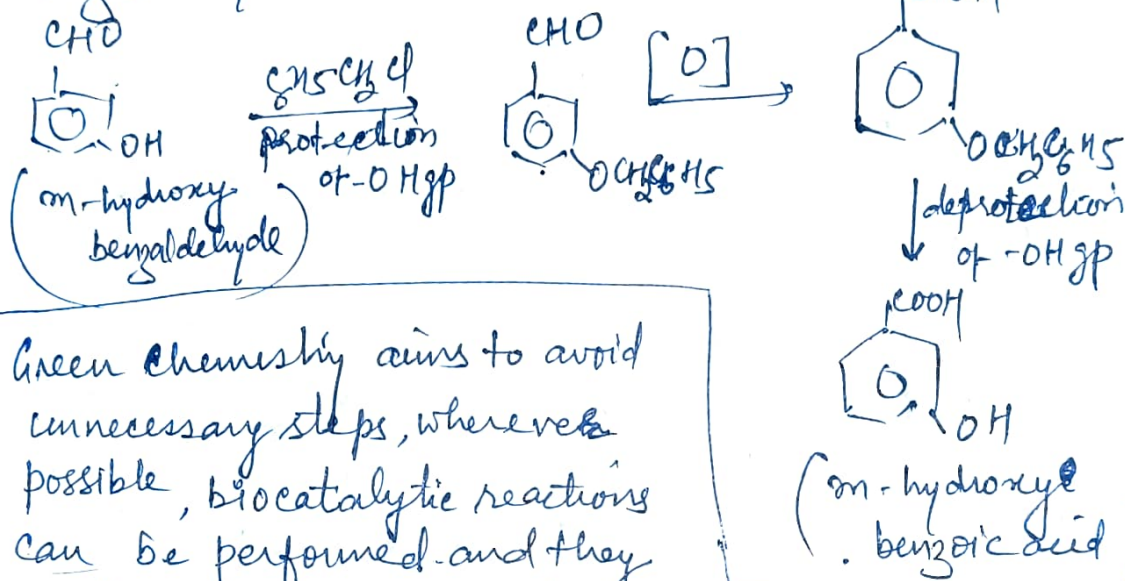 CHO
OH
(m-hydroxy
benzaldehyde)
C6H5CH2Cl
protection
of -OH gp
CHO
OCH2C6H5
[O]
OCH2C6H5
deprotection
of -OH gp
COOH
OH
(m-hydroxy
benzoic acid
Green chemistry aims to avoid
unnecessary steps, wherever
possible, biocatalytic reactions
can be performed and they